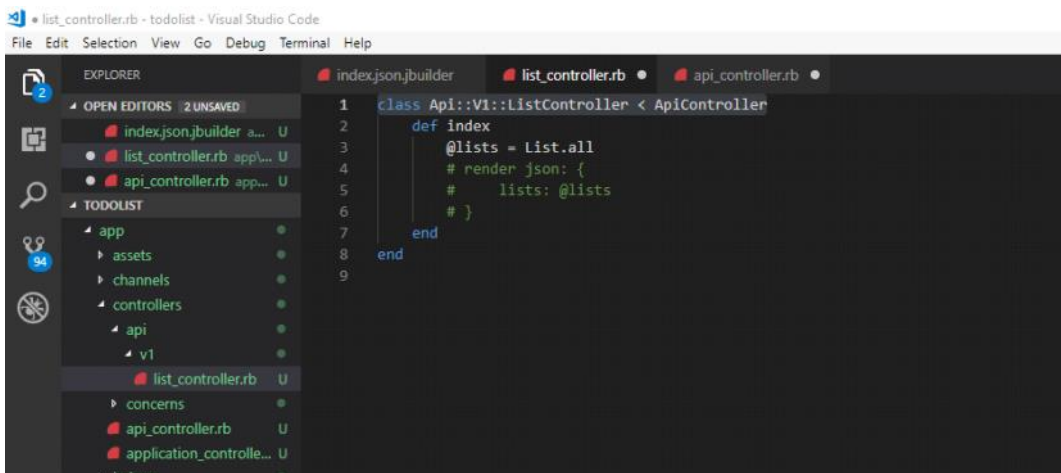 ● list_controller.rb - todolist - Visual Studio Code
File Edit Selection View Go Debug Terminal Help
EXPLORER
index.json.jbuilder list_controller.rb ● api_controller.rb ●
2
OPEN EDITORS 2 UNSAVED
index.json.jbuilder a... U
● list_controller.rb app\... U
● api_controller.rb app... U
TODOLIST
app
assets
channels
controllers
api
v1
list_controller.rb U
concerns
api_controller.rb U
application_controlle... U
94
1 class Api::V1::ListController < ApiController
2 def index
3 @lists = List.all
4 # render json: {
5 # lists: @lists
6 # }
7 end
8 end
9